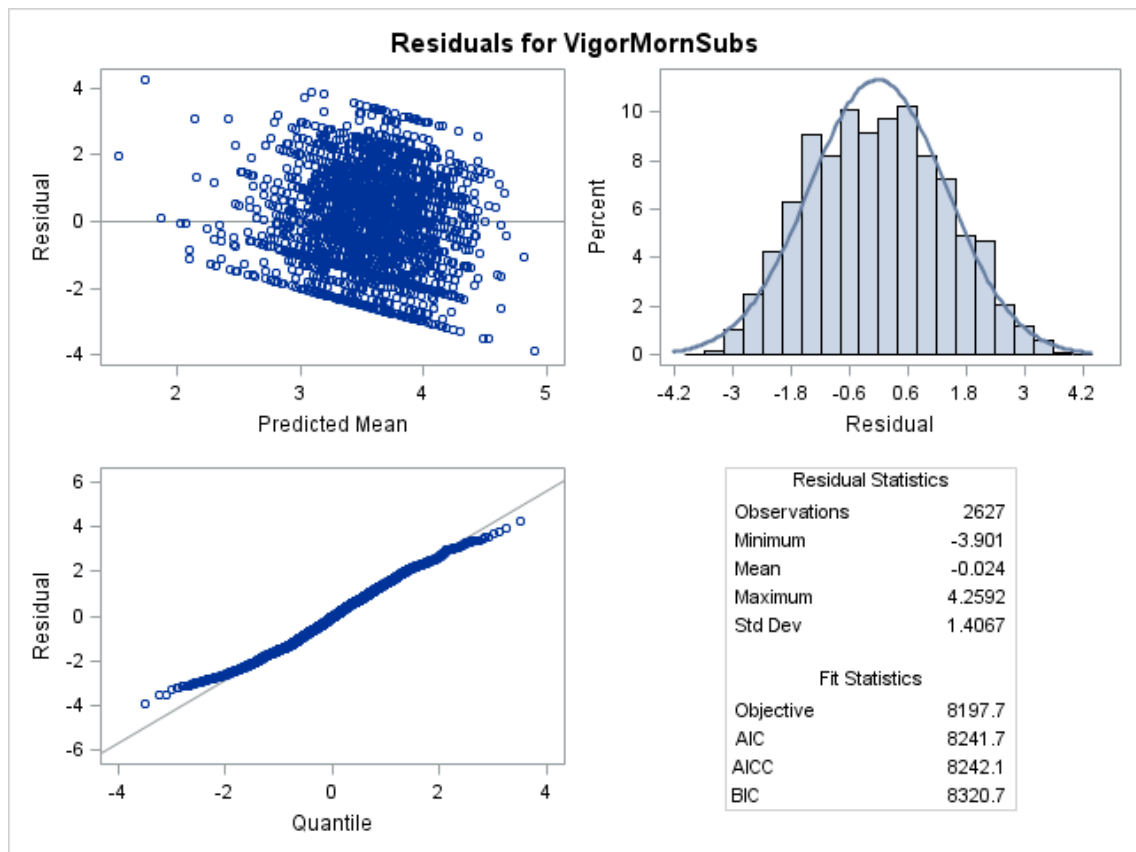 Residuals for VigorMornSubs
4
2
0
-2
-4
Residual
2
3
4
5
Predicted Mean
10
8
6
4
2
0
Percent
-4.2
-3
-1.8
-0.6
0.6
1.8
3
4.2
Residual
6
4
2
0
-2
-4
-6
Residual
-4
-2
0
2
4
Quantile
Residual Statistics
Observations 2627
Minimum -3.901
Mean -0.024
Maximum 4.2592
Std Dev 1.4067
Fit Statistics
Objective 8197.7
AIC 8241.7
AICC 8242.1
BIC 8320.7